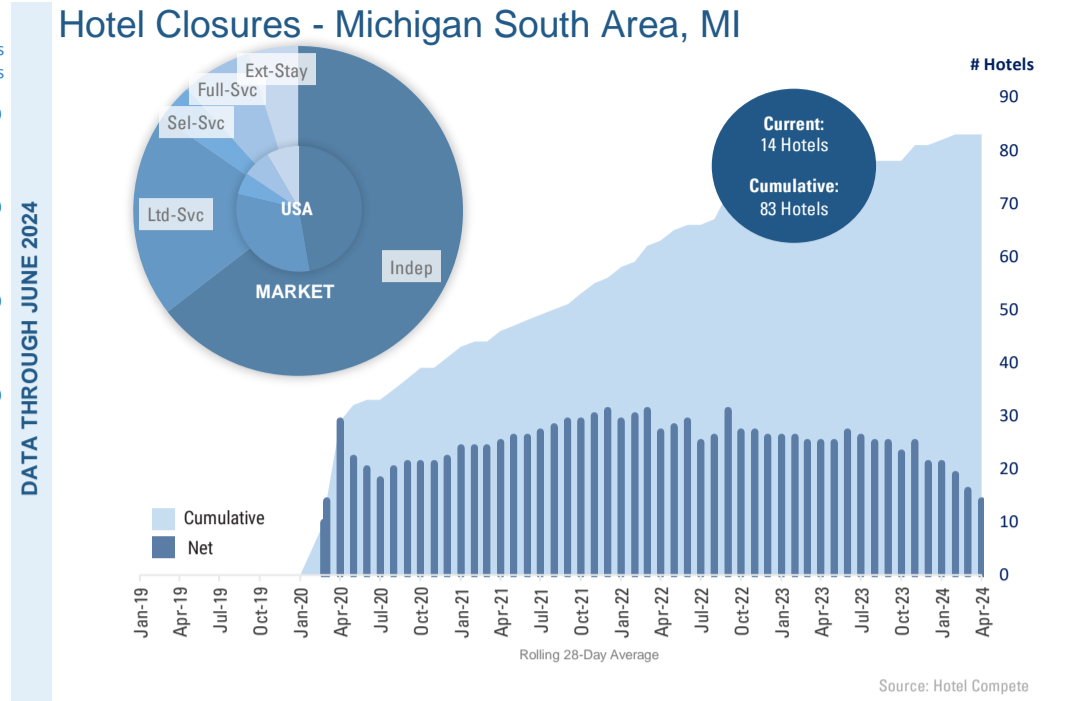 Hotel Closures - Michigan South Area, MI
DATA THROUGH JUNE 2024
Ext-Stay
Full-Svc
Sel-Svc
Ltd-Svc
Indep
USA
MARKET
# Hotels
Current:
14 Hotels
Cumulative:
83 Hotels
90
80
70
60
50
40
30
20
10
0
Cumulative
Net
Jan-19
Apr-19
Jul-19
Oct-19
Jan-20
Apr-20
Jul-20
Oct-20
Jan-21
Apr-21
Jul-21
Oct-21
Jan-22
Apr-22
Jul-22
Oct-22
Jan-23
Apr-23
Jul-23
Oct-23
Jan-24
Apr-24
Rolling 28-Day Average
Source: Hotel Compete